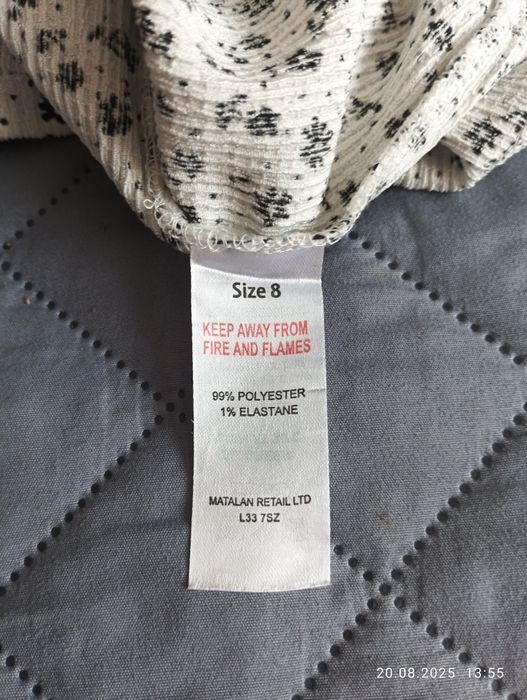 Size 8
KEEP AWAY FROM
FIRE AND FLAMES
99% POLYESTER
1% ELASTANE
MATALAN RETAIL LTD
L33 7SZ
20.08.2025 13:55